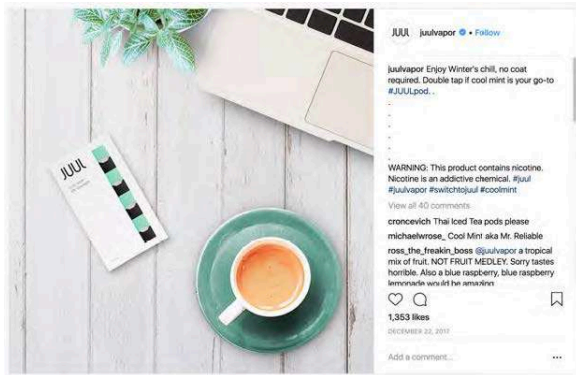 JUUL
JUUL juulvapor • Follow
juulvapor Enjoy Winter's chill, no coat
required. Double tap if cool mint is your go-to
#JUULpod. .
.
.
.
.
.
WARNING: This product contains nicotine.
Nicotine is an addictive chemical. #juul
#juulvapor #switchtojuul #coolmint
View all 40 comments
croncevich Thai Iced Tea pods please
michaelwrose_ Cool Mint aka Mr. Reliable
ross_the_freakin_boss @juulvapor a tropical
mix of fruit. NOT FRUIT MEDLEY. Sorry tastes
horrible. Also a blue raspberry, blue raspberry
lemonade would be amazing
1,353 likes
DECEMBER 22, 2017
Add a comment...